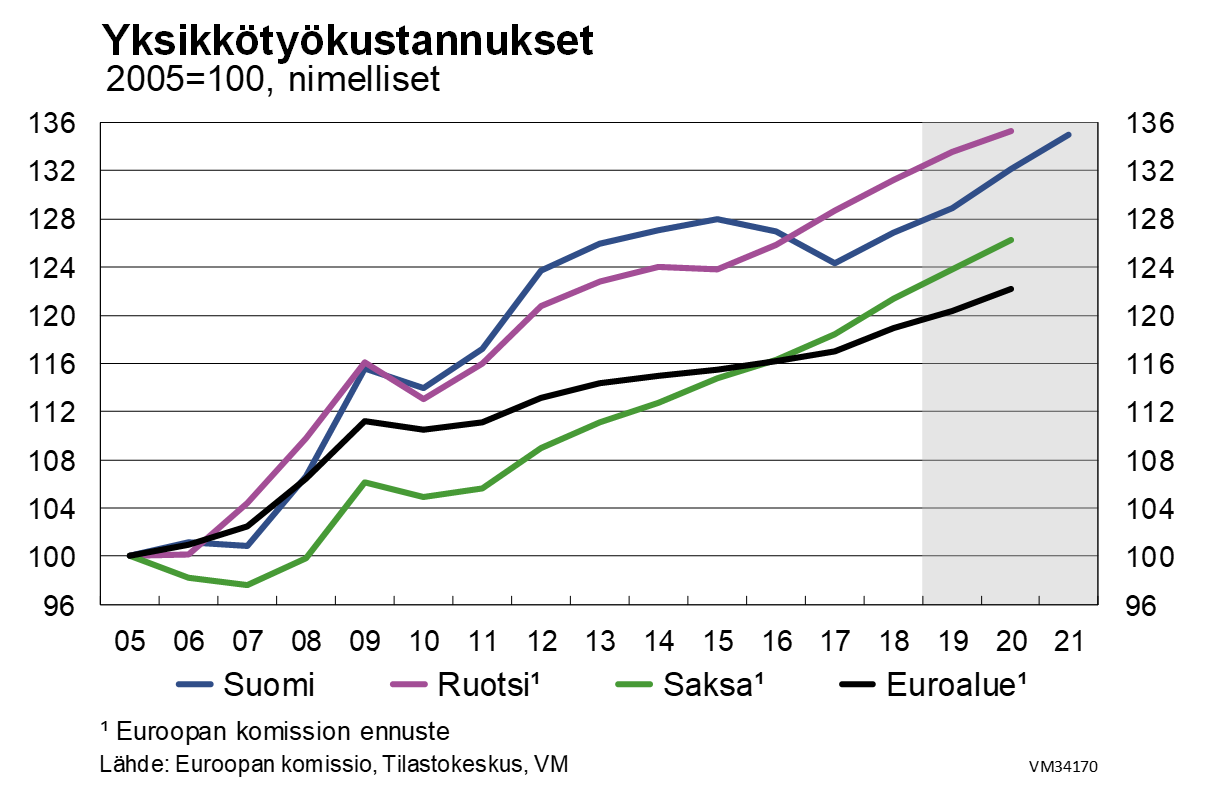 Yksikkötyökustannukset
2005=100, nimelliset
136 136
132 132
128 128
124 124
120 120
116 116
112 112
108 108
104 104
100 100
96 96
05 06 07 08 09 10 11 12 13 14 15 16 17 18 19 20 21
Suomi Ruotsi¹ Saksa¹ Euroalue¹
¹ Euroopan komission ennuste
Lähde: Euroopan komissio, Tilastokeskus, VM VM34170